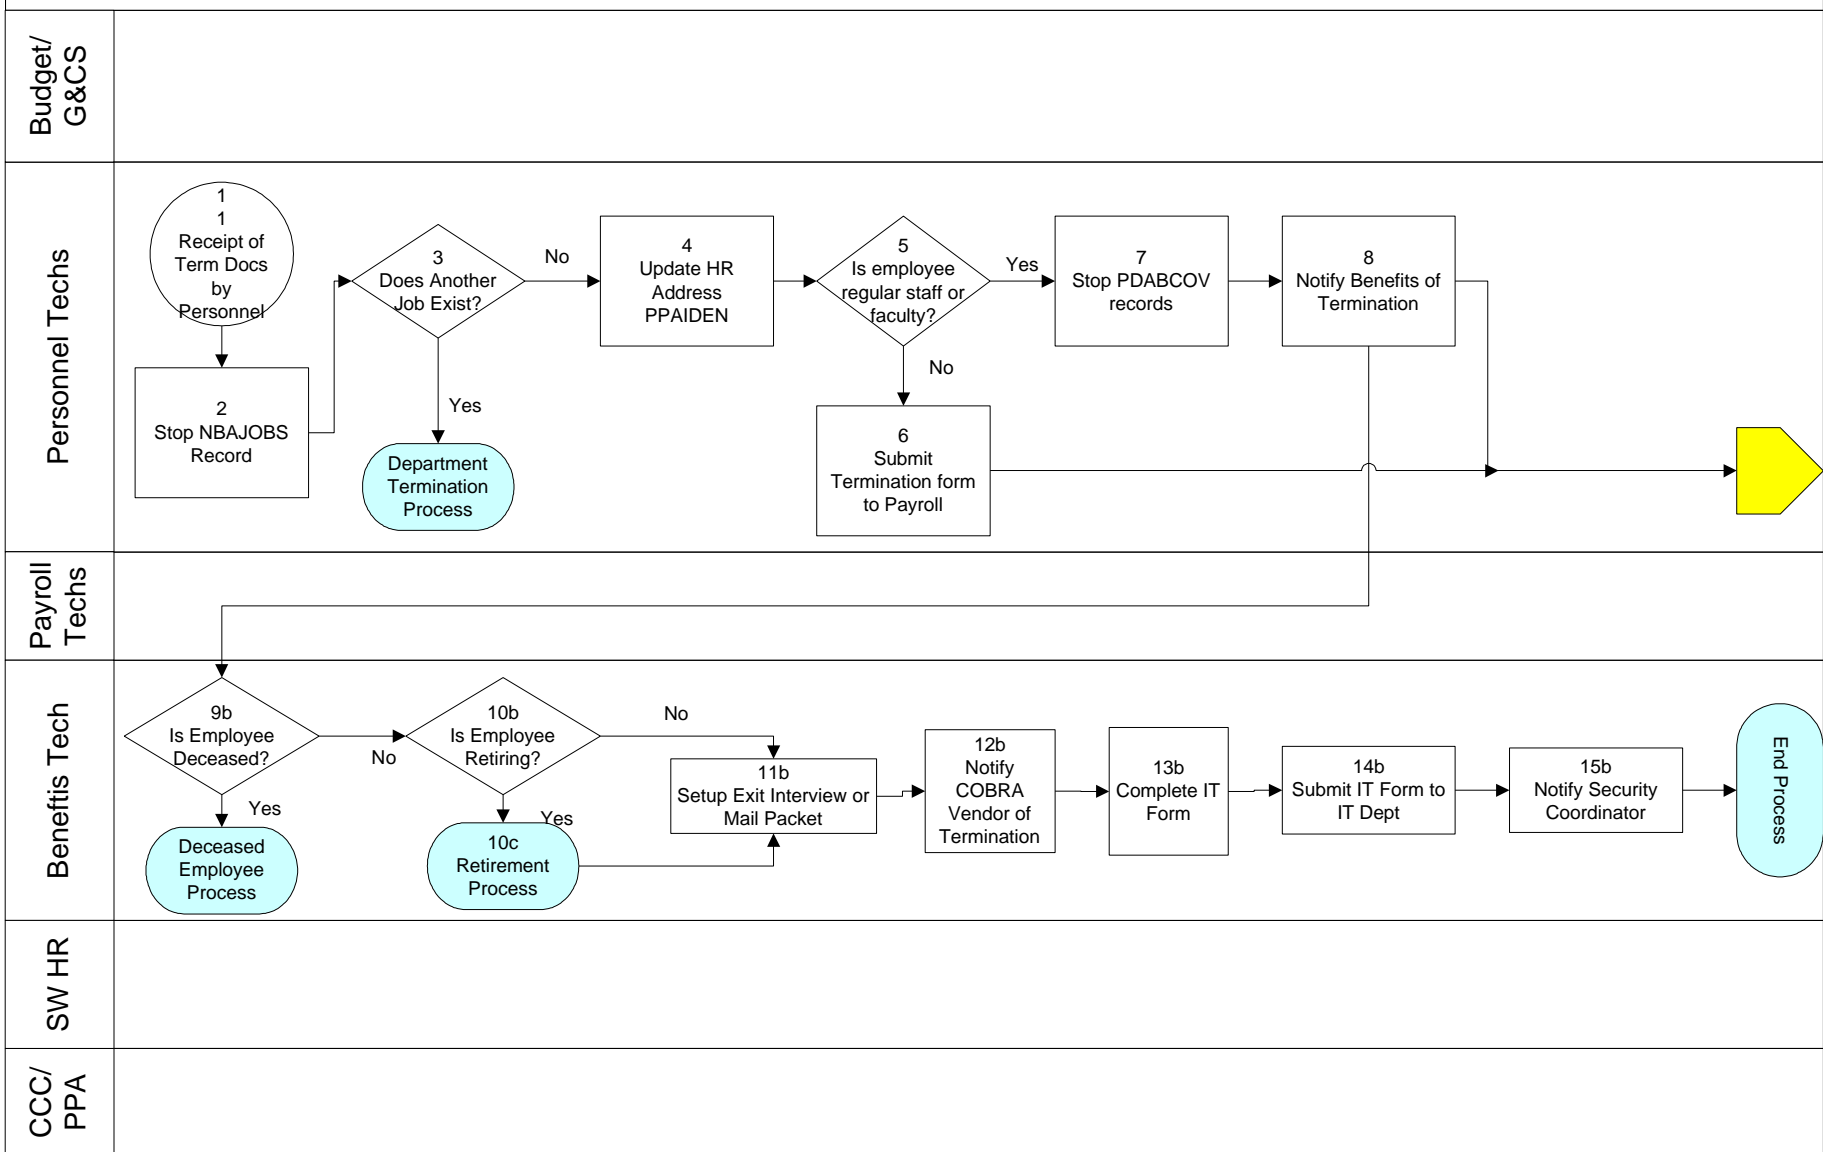 Budget/
G&CS
Personnel Techs
1
1
Receipt of
Term Docs
by
Personnel
2
Stop NBAJOBS
Record
3
Does Another
Job Exist?
No
Yes
Department
Termination
Process
4
Update HR
Address
PPAIDEN
5
Is employee
regular staff or
faculty?
Yes
No
6
Submit
Termination form
to Payroll
7
Stop PDABCOV
records
8
Notify Benefits of
Termination
Payroll
Techs
Beneftis Tech
9b
Is Employee
Deceased?
No
Yes
Deceased
Employee
Process
10b
Is Employee
Retiring?
No
Yes
10c
Retirement
Process
11b
Setup Exit Interview or
Mail Packet
12b
Notify
COBRA
Vendor of
Termination
13b
Complete IT
Form
14b
Submit IT Form to
IT Dept
15b
Notify Security
Coordinator
End Process
SW HR
CCC/
PPA